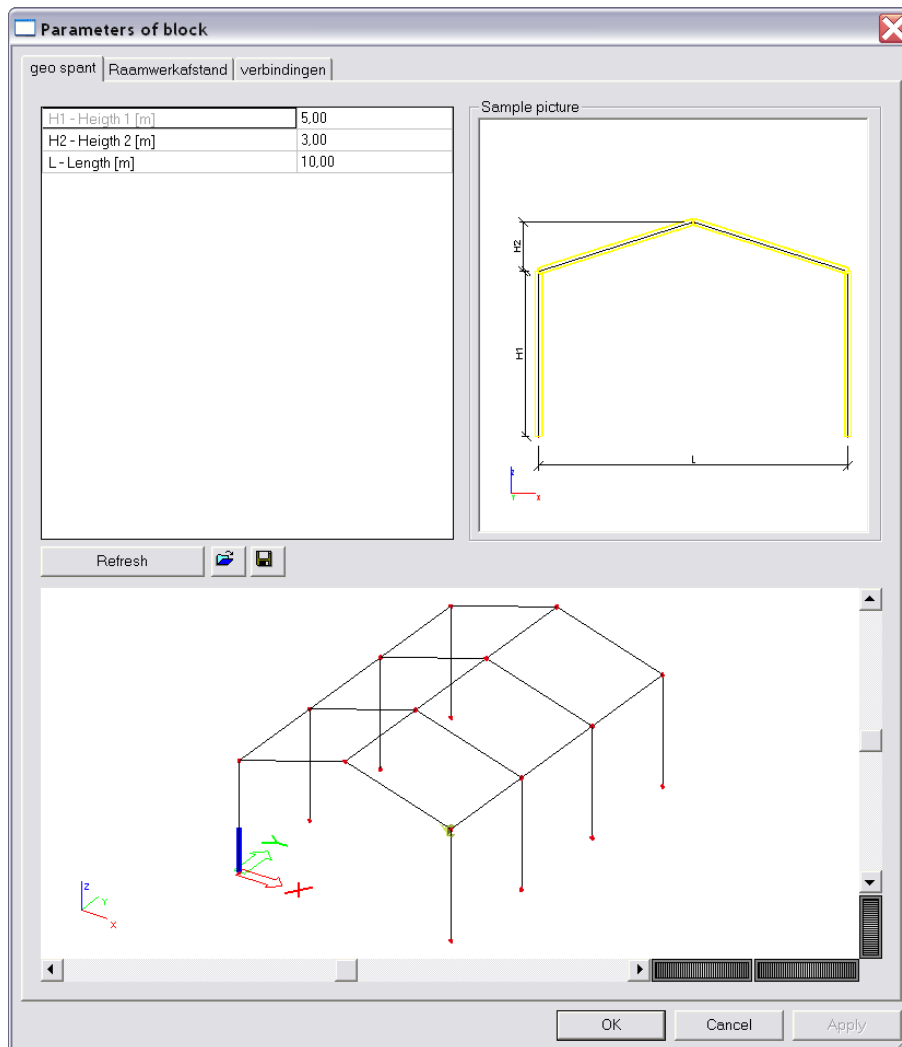 Parameters of block
geo spant Raamwerkafstand verbindingen
H1 - Heigth 1 [m] 5,00
H2 - Heigth 2 [m] 3,00
L - Length [m] 10,00
Sample picture
H2
H1
L
Z
Y X
Refresh
Y
X
Z
Y
X
OK Cancel Apply